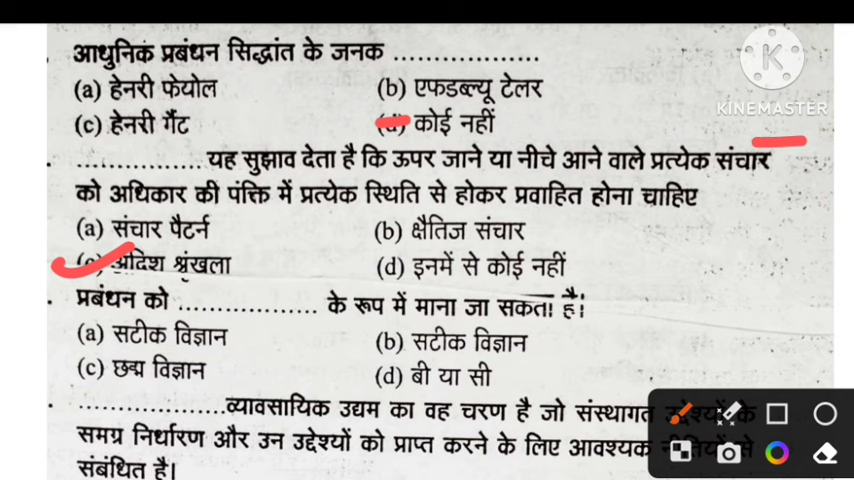 आधुनिक प्रबंधन सिद्धांत के जनक ..................
(a) हेनरी फेयोल (b) एफडब्ल्यू टेलर
(c) हेनरी गैंट (d) कोई नहीं
KINEMASTER
.................. यह सुझाव देता है कि ऊपर जाने या नीचे आने वाले प्रत्येक संचार
को अधिकार की पंक्ति में प्रत्येक स्थिति से होकर प्रवाहित होना चाहिए
(a) संचार पैटर्न (b) क्षैतिज संचार
(c) अदिश श्रृंखला (d) इनमें से कोई नहीं
प्रबंधन को .................. के रूप में माना जा सकता है।
(a) सटीक विज्ञान (b) सटीक विज्ञान
(c) छद्म विज्ञान (d) बी या सी
..................व्यावसायिक उद्यम का वह चरण है जो संस्थागत उद्देश्यों के
समग्र निर्धारण और उन उद्देश्यों को प्राप्त करने के लिए आवश्यक नीतियों से
संबंधित है।